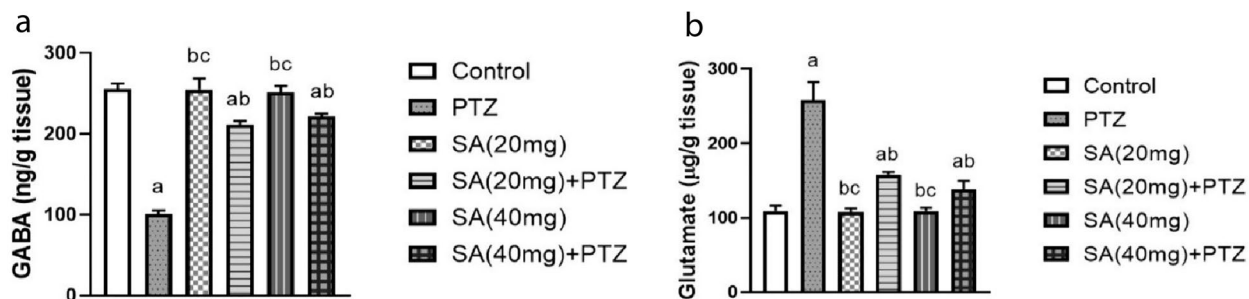 a
GABA (ng/g tissue)
300
200
100
0
a
bc
ab
bc
ab
Control
PTZ
SA(20mg)
SA(20mg)+PTZ
SA(40mg)
SA(40mg)+PTZ
b
Glutamate (μg/g tissue)
300
200
100
0
a
bc
ab
bc
ab
Control
PTZ
SA(20mg)
SA(20mg)+PTZ
SA(40mg)
SA(40mg)+PTZ